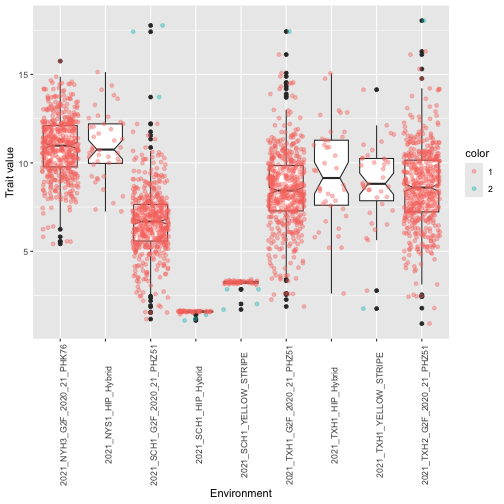 Trait value
15
10
5
2021_NYH3_G2F_2020_21_PHK76
2021_NYS1_HIP_Hybrid
2021_SCH1_G2F_2020_21_PHZ51
2021_SCH1_HIP_Hybrid
2021_SCH1_YELLOW_STRIPE
2021_TXH1_G2F_2020_21_PHZ51
2021_TXH1_HIP_Hybrid
2021_TXH1_YELLOW_STRIPE
2021_TXH2_G2F_2020_21_PHZ51
Environment
color
1
2